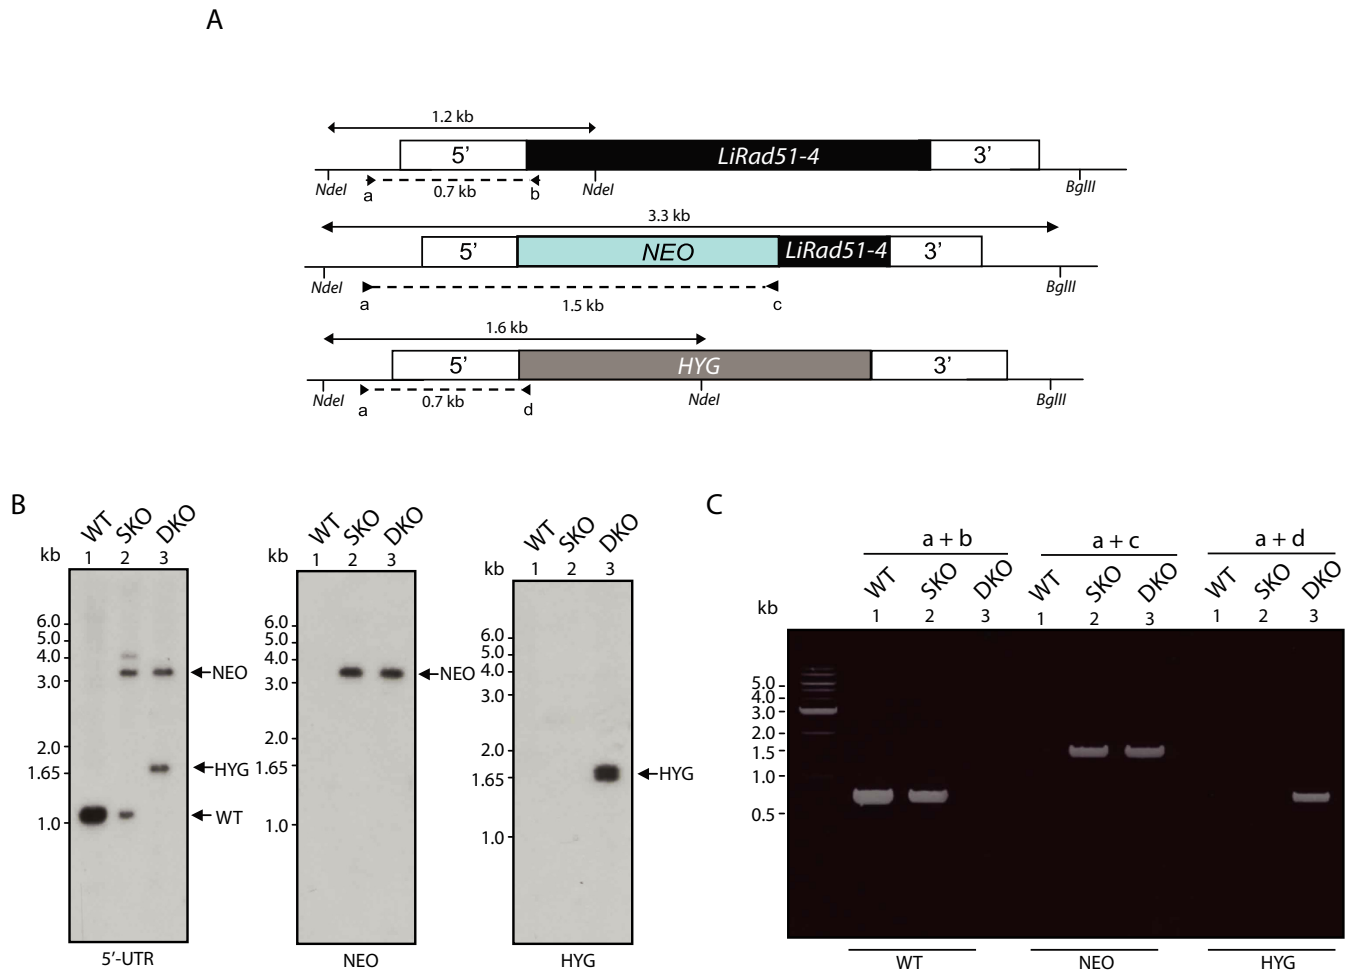 A
1.2 kb
5’ LiRad51-4 3’
NdeI a 0.7 kb b NdeI BglII
3.3 kb
5’ NEO LiRad51-4 3’
NdeI a 1.5 kb c BglII
1.6 kb
5’ HYG 3’
NdeI a 0.7 kb d NdeI BglII
B
WT SKO DKO
kb 1 2 3
6.0
5.0
4.0
3.0
2.0
1.65
1.0
NEO
HYG
WT
5’-UTR
WT SKO DKO
kb 1 2 3
6.0
5.0
4.0
3.0
2.0
1.65
1.0
NEO
NEO
WT SKO DKO
kb 1 2 3
6.0
5.0
4.0
3.0
2.0
1.65
1.0
HYG
HYG
C
a + b a + c a + d
WT SKO DKO WT SKO DKO WT SKO DKO
kb 1 2 3 1 2 3 1 2 3
5.0
4.0
3.0
2.0
1.5
1.0
0.5
WT NEO HYG